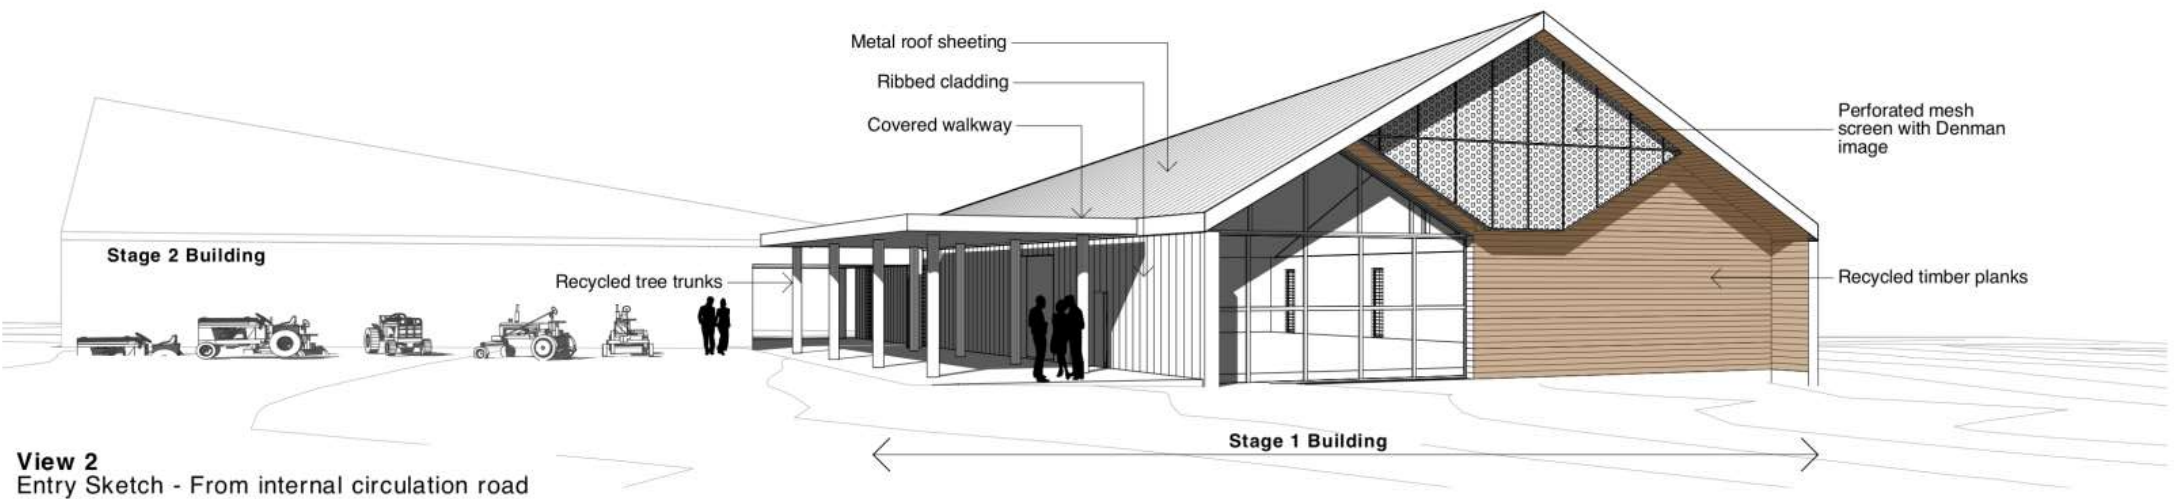 Metal roof sheeting
Ribbed cladding
Covered walkway
Perforated mesh
screen with Denman
image
Stage 2 Building
Recycled tree trunks
Recycled timber planks
Stage 1 Building
View 2
Entry Sketch - From internal circulation road